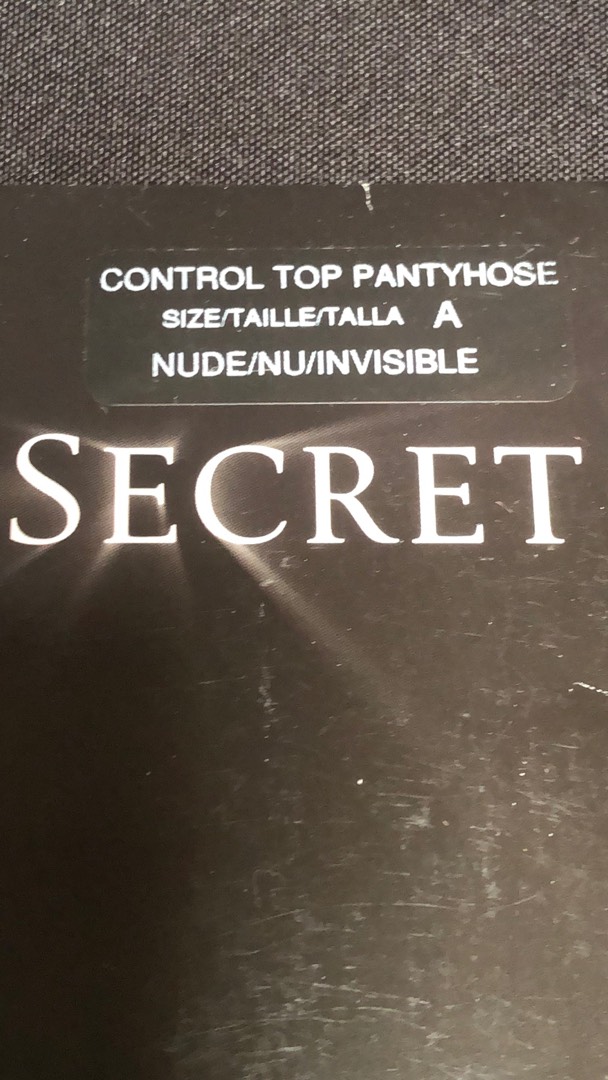 CONTROL TOP PANTYHOSE
SIZE/TAILLE/TALLA A
NUDE/NU/INVISIBLE
SECRET